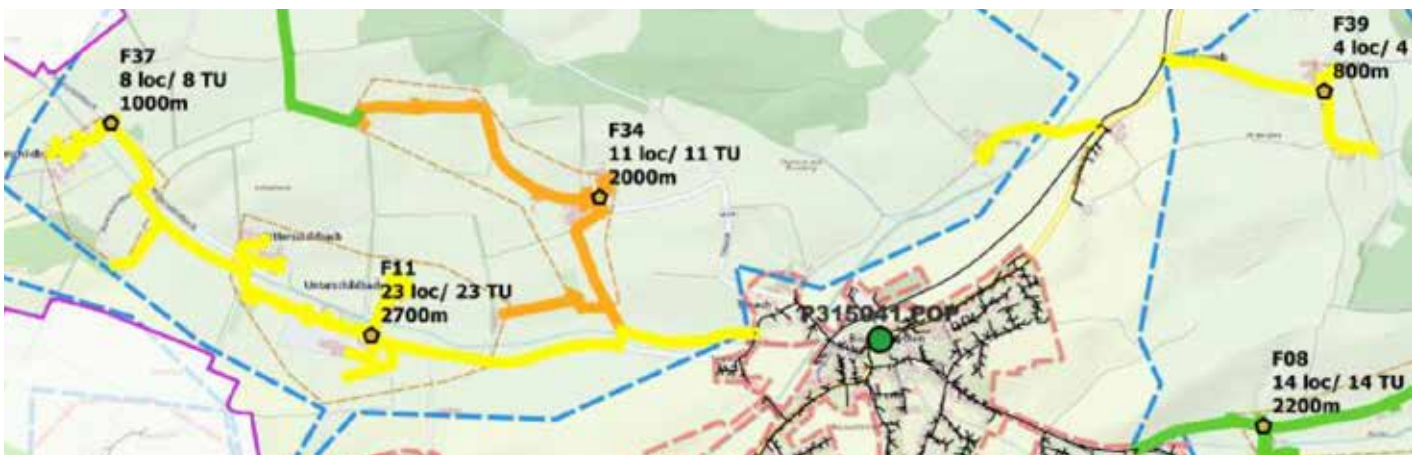 F37
8 loc/ 8 TU
1000m
F39
4 loc/ 4
800m
F34
11 loc/ 11 TU
2000m
F11
23 loc/ 23 TU
2700m
Unterschildbach
P315041.POP
F08
14 loc/ 14 TU
2200m